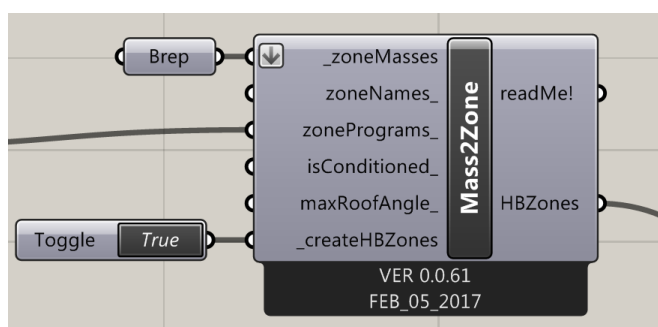 Brep
_zoneMasses
zoneNames_
zonePrograms_
isConditioned_
maxRoofAngle_
_createHBZones
Mass2Zone
readMe!
HBZones
Toggle
True
VER 0.0.61
FEB_05_2017